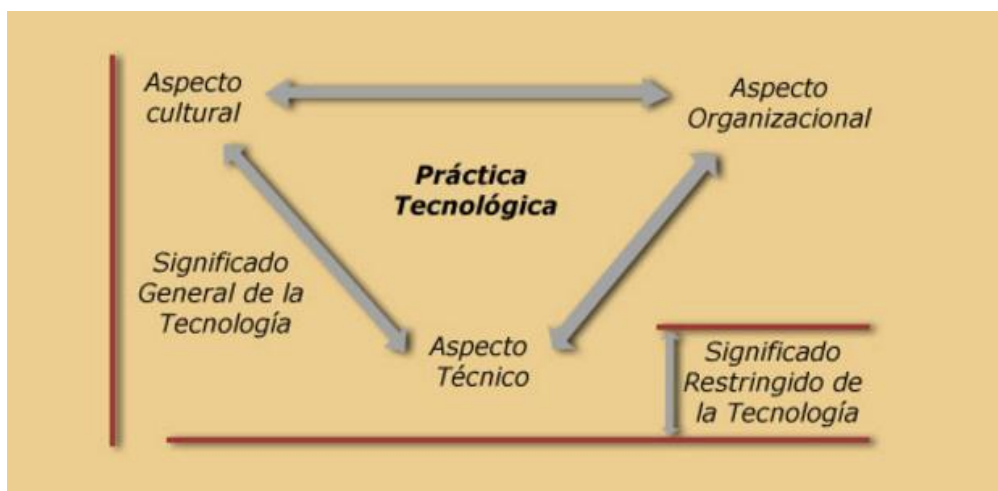 Aspecto
cultural
Aspecto
Organizacional
Práctica
Tecnológica
Significado
General de la
Tecnología
Aspecto
Técnico
Significado
Restringido de
la Tecnología